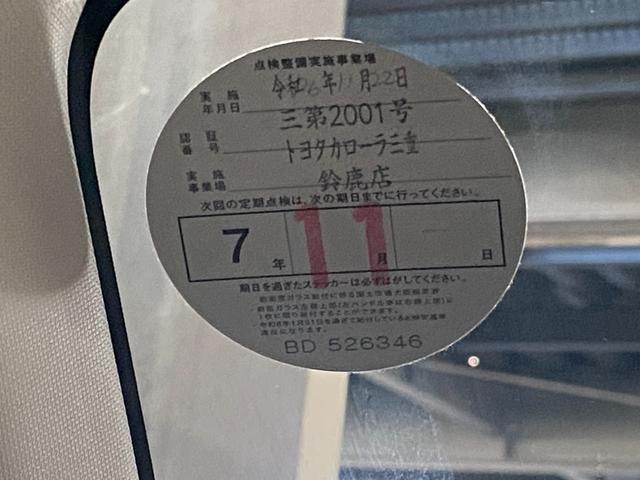 点検整備実施事業場
実施年月日 令和6年11月22日
認証番号 三第2001号
トヨタカローラ三重
実施事業場 鈴鹿店
次回の定期点検は、次の期日までに行ってください。
7年 11月 日
期日を過ぎたステッカーは必ずはがしてください。
BD 526346